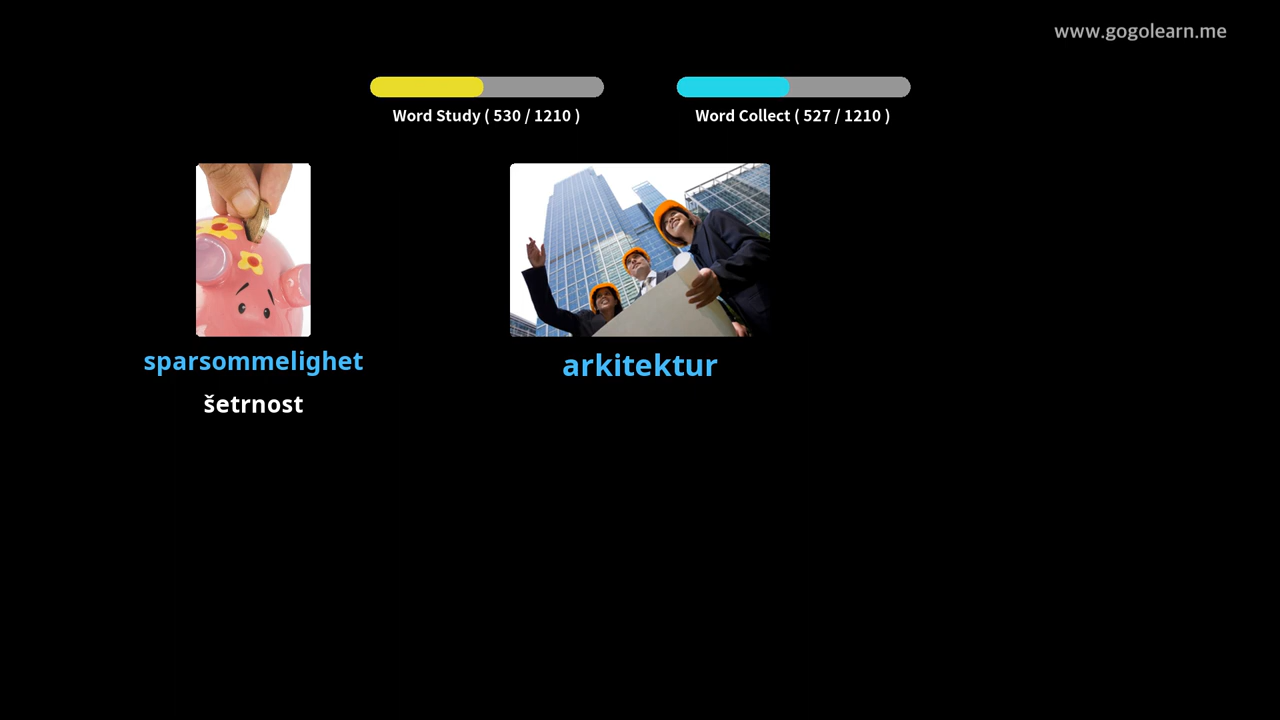 www.gogolearn.me
Word Study ( 530 / 1210 )
Word Collect ( 527 / 1210 )
sparsommelighet
arkitektur
šetrnost